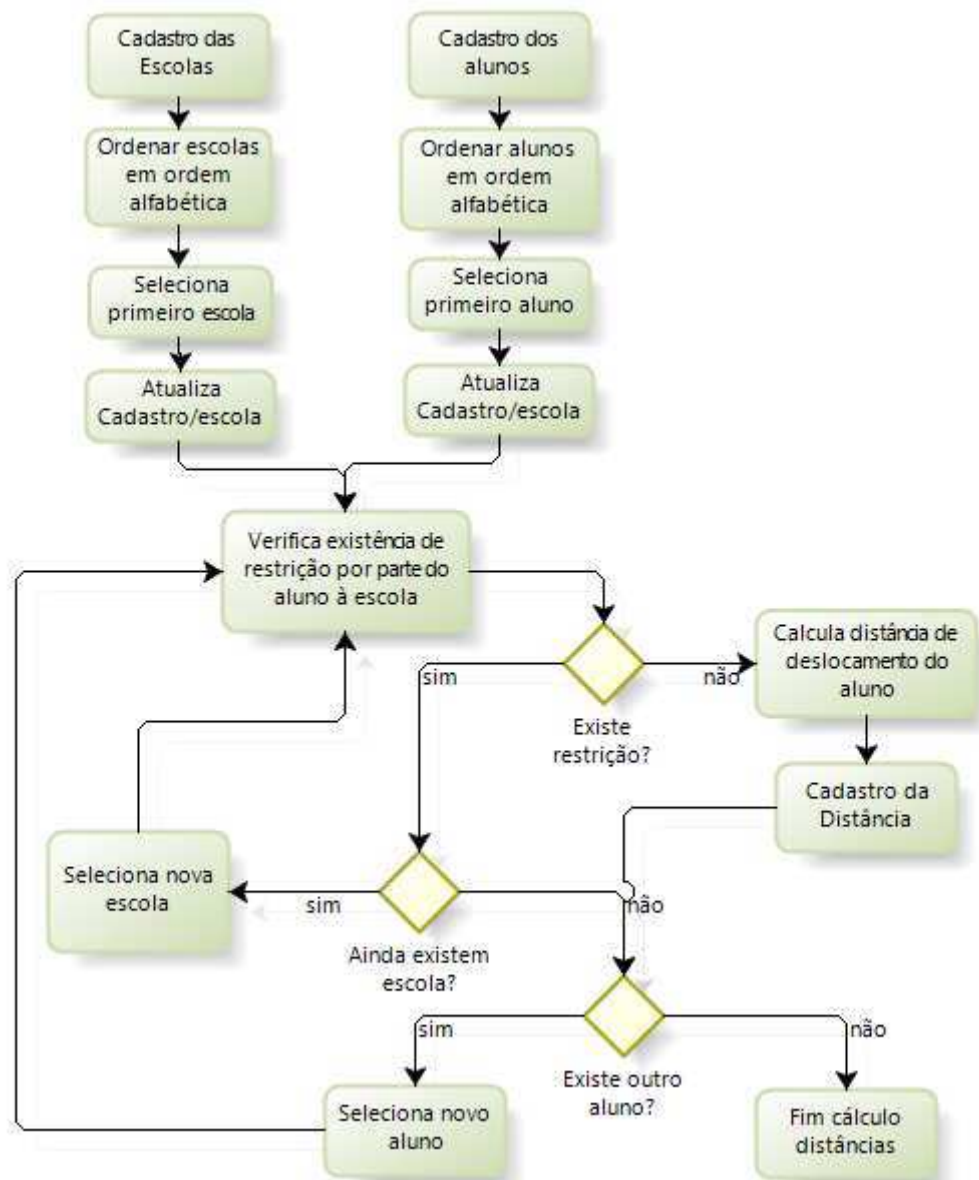 Cadastro das
Escolas
Cadastro dos
alunos
Ordenar escolas
em ordem
alfabética
Ordenar alunos
em ordem
alfabética
Seleciona
primeiro escola
Seleciona
primeiro aluno
Atualiza
Cadastro/escola
Atualiza
Cadastro/escola
Verifica existência de
restrição por parte do
aluno à escola
Calcula distância de
deslocamento do
aluno
sim
não
Existe
restrição?
Cadastro da
Distância
Seleciona nova
escola
sim
não
Ainda existem
escola?
sim
não
Existe outro
aluno?
Seleciona novo
aluno
Fim cálculo
distâncias